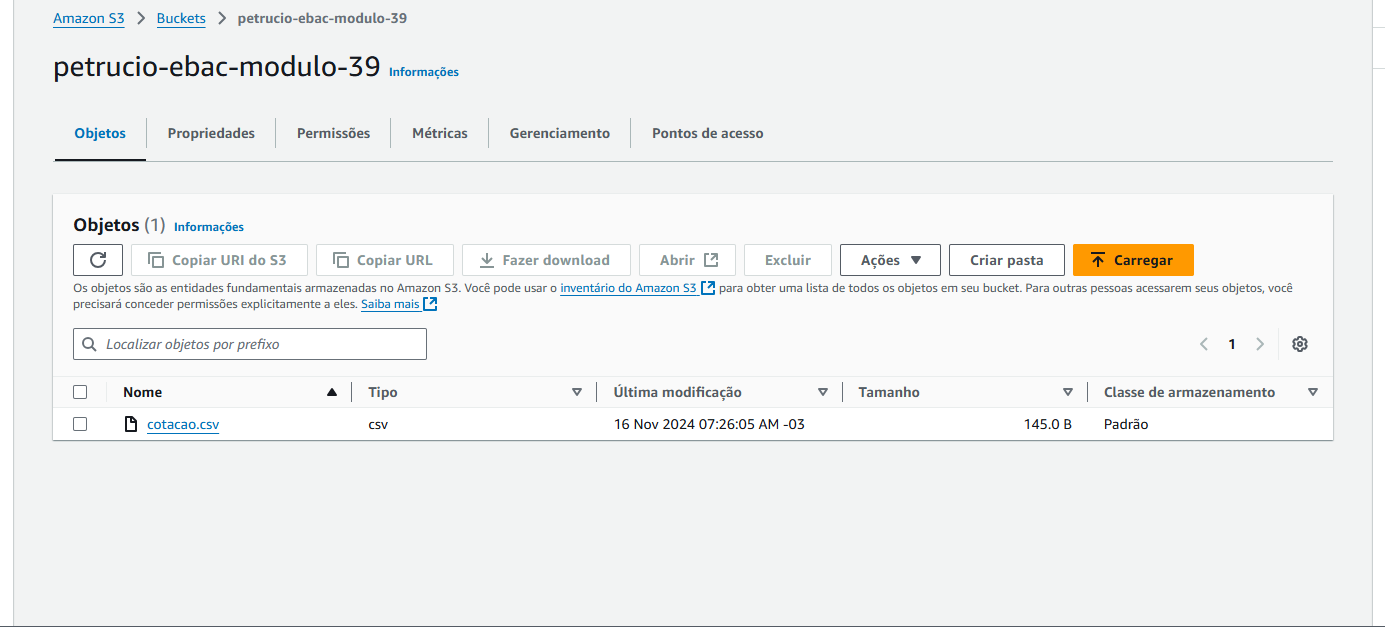 Amazon S3 > Buckets > petrucio-ebac-modulo-39
petrucio-ebac-modulo-39 Informações
Objetos Propriedades Permissões Métricas Gerenciamento Pontos de acesso
Objetos (1) Informações
Copiar URI do S3 Copiar URL Fazer download Abrir Excluir Ações Criar pasta Carregar
Os objetos são as entidades fundamentais armazenadas no Amazon S3. Você pode usar o inventário do Amazon S3 para obter uma lista de todos os objetos em seu bucket. Para outras pessoas acessarem seus objetos, você
precisará conceder permissões explicitamente a eles. Saiba mais
Localizar objetos por prefixo
1
Nome Tipo Última modificação Tamanho Classe de armazenamento
cotacao.csv csv 16 Nov 2024 07:26:05 AM -03 145.0 B Padrão